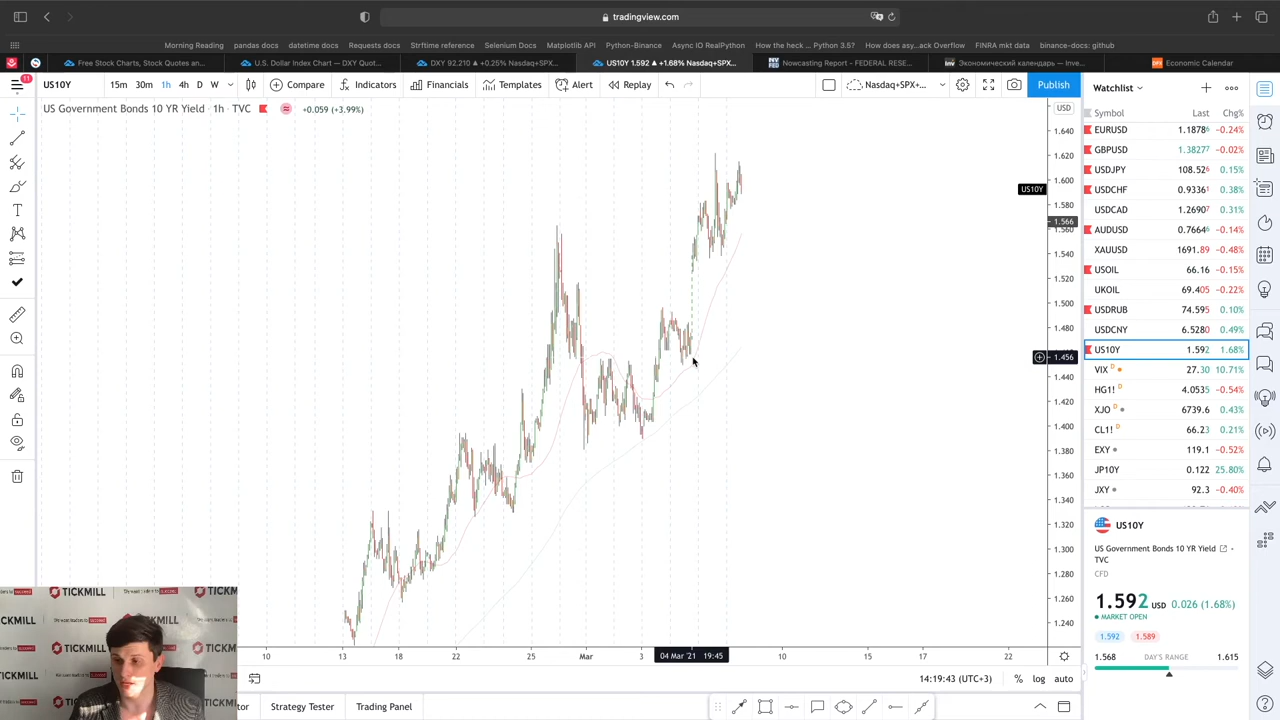 tradingview.com
Morning Reading pandas docs datetime docs Requests docs Strftime reference Selenium Docs Matplotlib API Python-Binance Async IO RealPython How the heck ... Python 3.5? How does asy...ack Overflow FINRA mkt data binance-docs: github
Free Stock Charts, Stock Quotes an... U.S. Dollar Index Chart — DXY Quot... DXY 92.210 ▲ +0.25% Nasdaq+SPX... US10Y 1.592 ▲ +1.68% Nasdaq+SPX... Nowcasting Report - FEDERAL RESE... Экономический календарь — Inve... Economic Calendar
11
US10Y 15m 30m 1h 4h D W Compare Indicators Financials Templates Alert Replay Nasdaq+SPX... Publish
US Government Bonds 10 YR Yield · 1h · TVC +0.059 (+3.99%)
USD
1.640
1.620
1.600
US10Y
1.580
1.566
1.560
1.540
1.520
1.500
1.480
1.456
1.440
1.420
1.400
1.380
1.360
1.340
1.320
1.300
1.280
1.260
1.240
Watchlist
Symbol Last Chg%
EURUSD 1.18786 -0.24%
GBPUSD 1.38277 -0.02%
USDJPY 108.526 0.15%
USDCHF 0.93361 0.38%
USDCAD 1.26907 0.31%
AUDUSD 0.76646 -0.14%
XAUUSD 1691.89 -0.48%
USOIL 66.16 -0.15%
UKOIL 69.405 -0.22%
USDRUB 74.595 0.10%
USDCNY 6.5280 0.49%
US10Y 1.592 1.68%
VIX D 27.30 10.71%
HG1! D 4.0535 -0.54%
XJO D 6739.6 0.43%
CL1! D 66.23 0.21%
EXY 119.1 -0.52%
JP10Y 0.122 25.80%
JXY 92.3 -0.40%
US10Y
US Government Bonds 10 YR Yield
TVC
CFD
1.592 USD 0.026 (1.68%)
MARKET OPEN
1.592 1.589
1.568 DAY'S RANGE 1.615
TICKMILL
TICKMILL
TICKMILL
10 13 18 22 25 Mar 3 04 Mar '21 19:45 10 15 17 22
14:19:43 (UTC+3) % log auto
tor Strategy Tester Trading Panel